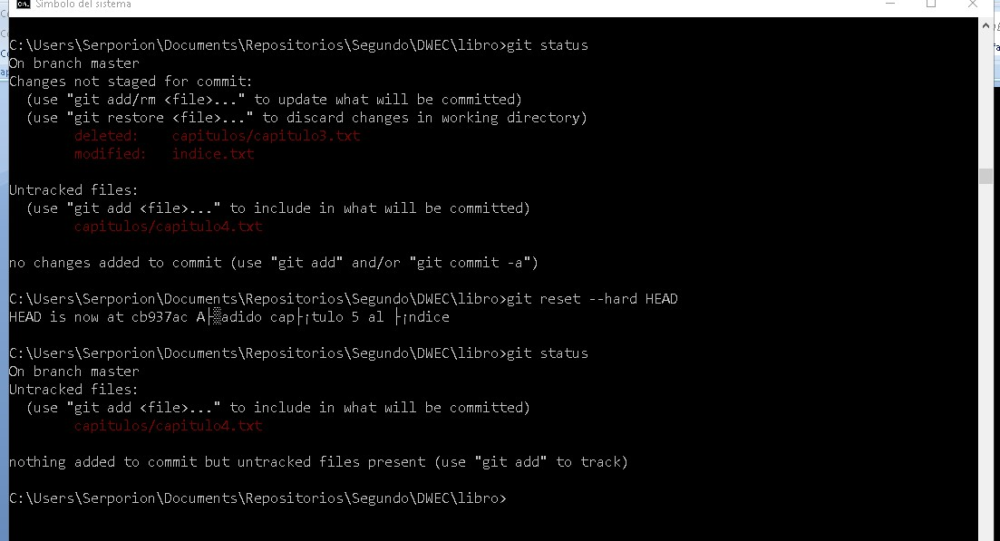 Símbolo del sistema
C:\Users\Serporion\Documents\Repositorios\Segundo\DWEC\libro>git status
On branch master
Changes not staged for commit:
  (use "git add/rm <file>..." to update what will be committed)
  (use "git restore <file>..." to discard changes in working directory)
        deleted:    capitulos/capitulo3.txt
        modified:   indice.txt
Untracked files:
  (use "git add <file>..." to include in what will be committed)
        capitulos/capitulo4.txt
no changes added to commit (use "git add" and/or "git commit -a")
C:\Users\Serporion\Documents\Repositorios\Segundo\DWEC\libro>git reset --hard HEAD
HEAD is now at cb937ac A├▒adido cap├¡tulo 5 al ├¡ndice
C:\Users\Serporion\Documents\Repositorios\Segundo\DWEC\libro>git status
On branch master
Untracked files:
  (use "git add <file>..." to include in what will be committed)
        capitulos/capitulo4.txt
nothing added to commit but untracked files present (use "git add" to track)
C:\Users\Serporion\Documents\Repositorios\Segundo\DWEC\libro>